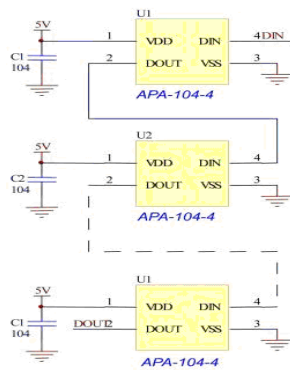 U1
5V
1 VDD DIN 4 DIN
C1
104
2 DOUT VSS 3
APA-104-4
U2
5V
1 VDD DIN 4
C2
104
2 DOUT VSS 3
APA-104-4
U1
5V
1 VDD DIN 4
C1
104
DOUT 2 DOUT VSS 3
APA-104-4